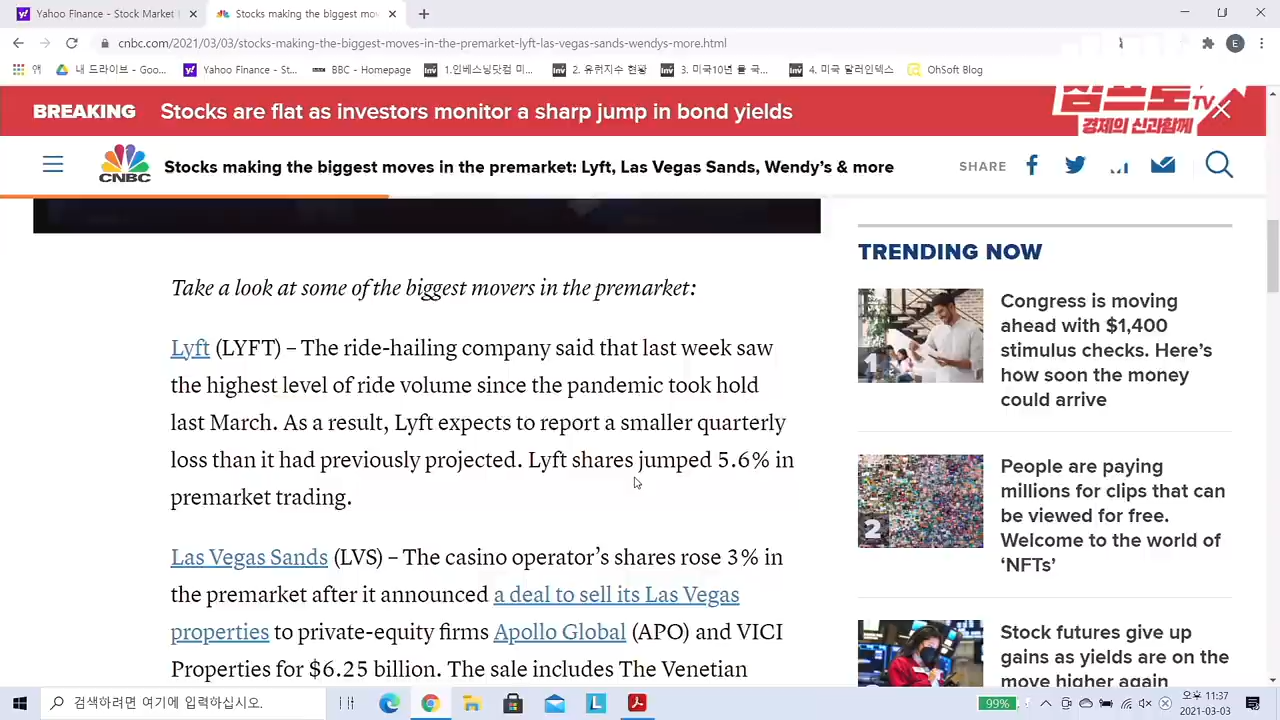 Yahoo Finance - Stock Market
Stocks making the biggest mov
cnbc.com/2021/03/03/stocks-making-the-biggest-moves-in-the-premarket-lyft-las-vegas-sands-wendys-more.html
E
앱
내 드라이브 - Goo...
Yahoo Finance - St...
BBC - Homepage
1.인베스닝닷컴 미...
2. 유뤼지수 현황
3. 미국10년 률 국...
4. 미국 달러인덱스
OhSoft Blog
BREAKING
Stocks are flat as investors monitor a sharp jump in bond yields
TV
경제의 신과함께
CNBC
Stocks making the biggest moves in the premarket: Lyft, Las Vegas Sands, Wendy's & more
SHARE
Take a look at some of the biggest movers in the premarket:
Lyft (LYFT) – The ride-hailing company said that last week saw
the highest level of ride volume since the pandemic took hold
last March. As a result, Lyft expects to report a smaller quarterly
loss than it had previously projected. Lyft shares jumped 5.6% in
premarket trading.
Las Vegas Sands (LVS) – The casino operator's shares rose 3% in
the premarket after it announced a deal to sell its Las Vegas
properties to private-equity firms Apollo Global (APO) and VICI
Properties for $6.25 billion. The sale includes The Venetian
TRENDING NOW
1
Congress is moving
ahead with $1,400
stimulus checks. Here's
how soon the money
could arrive
2
People are paying
millions for clips that can
be viewed for free.
Welcome to the world of
‘NFTs’
Stock futures give up
gains as yields are on the
move higher again
검색하려면 여기에 입력하십시오.
99%
오후 11:37
2021-03-03